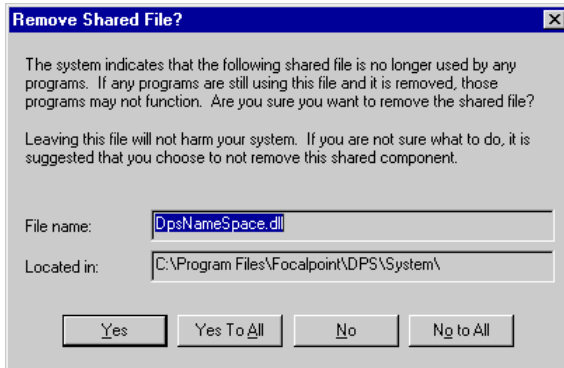 Remove Shared File?
The system indicates that the following shared file is no longer used by any
programs. If any programs are still using this file and it is removed, those
programs may not function. Are you sure you want to remove the shared file?
Leaving this file will not harm your system. If you are not sure what to do, it is
suggested that you choose to not remove this shared component.
File name: DpsNameSpace.dll
Located in: C:\Program Files\Focalpoint\DPS\System\
Yes Yes To All No No to All